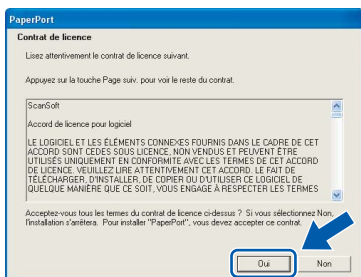 PaperPort
Contrat de licence
Lisez attentivement le contrat de licence suivant.
Appuyez sur la touche Page suiv. pour voir le reste du contrat.
ScanSoft
Accord de licence pour logiciel
LE LOGICIEL ET LES ÉLÉMENTS CONNEXES FOURNIS DANS LE CADRE DE CET
ACCORD SONT CEDES SOUS LICENCE, NON VENDUS ET PEUVENT ÊTRE
UTILISÉS UNIQUEMENT EN CONFORMITE AVEC LES TERMES DE CET ACCORD
DE LICENCE. VEUILLEZ LIRE ATTENTIVEMENT CET ACCORD. LE FAIT DE
TÉLÉCHARGER, D'INSTALLER, DE COPIER OU D'UTILISER CE LOGICIEL DE
QUELQUE MANIÈRE QUE CE SOIT, VOUS ENGAGE À RESPECTER LES TERMES
Acceptez-vous tous les termes du contrat de licence ci-dessus ? Si vous sélectionnez Non,
l'installation s'arrêtera. Pour installer "PaperPort", vous devez accepter ce contrat.
Oui Non